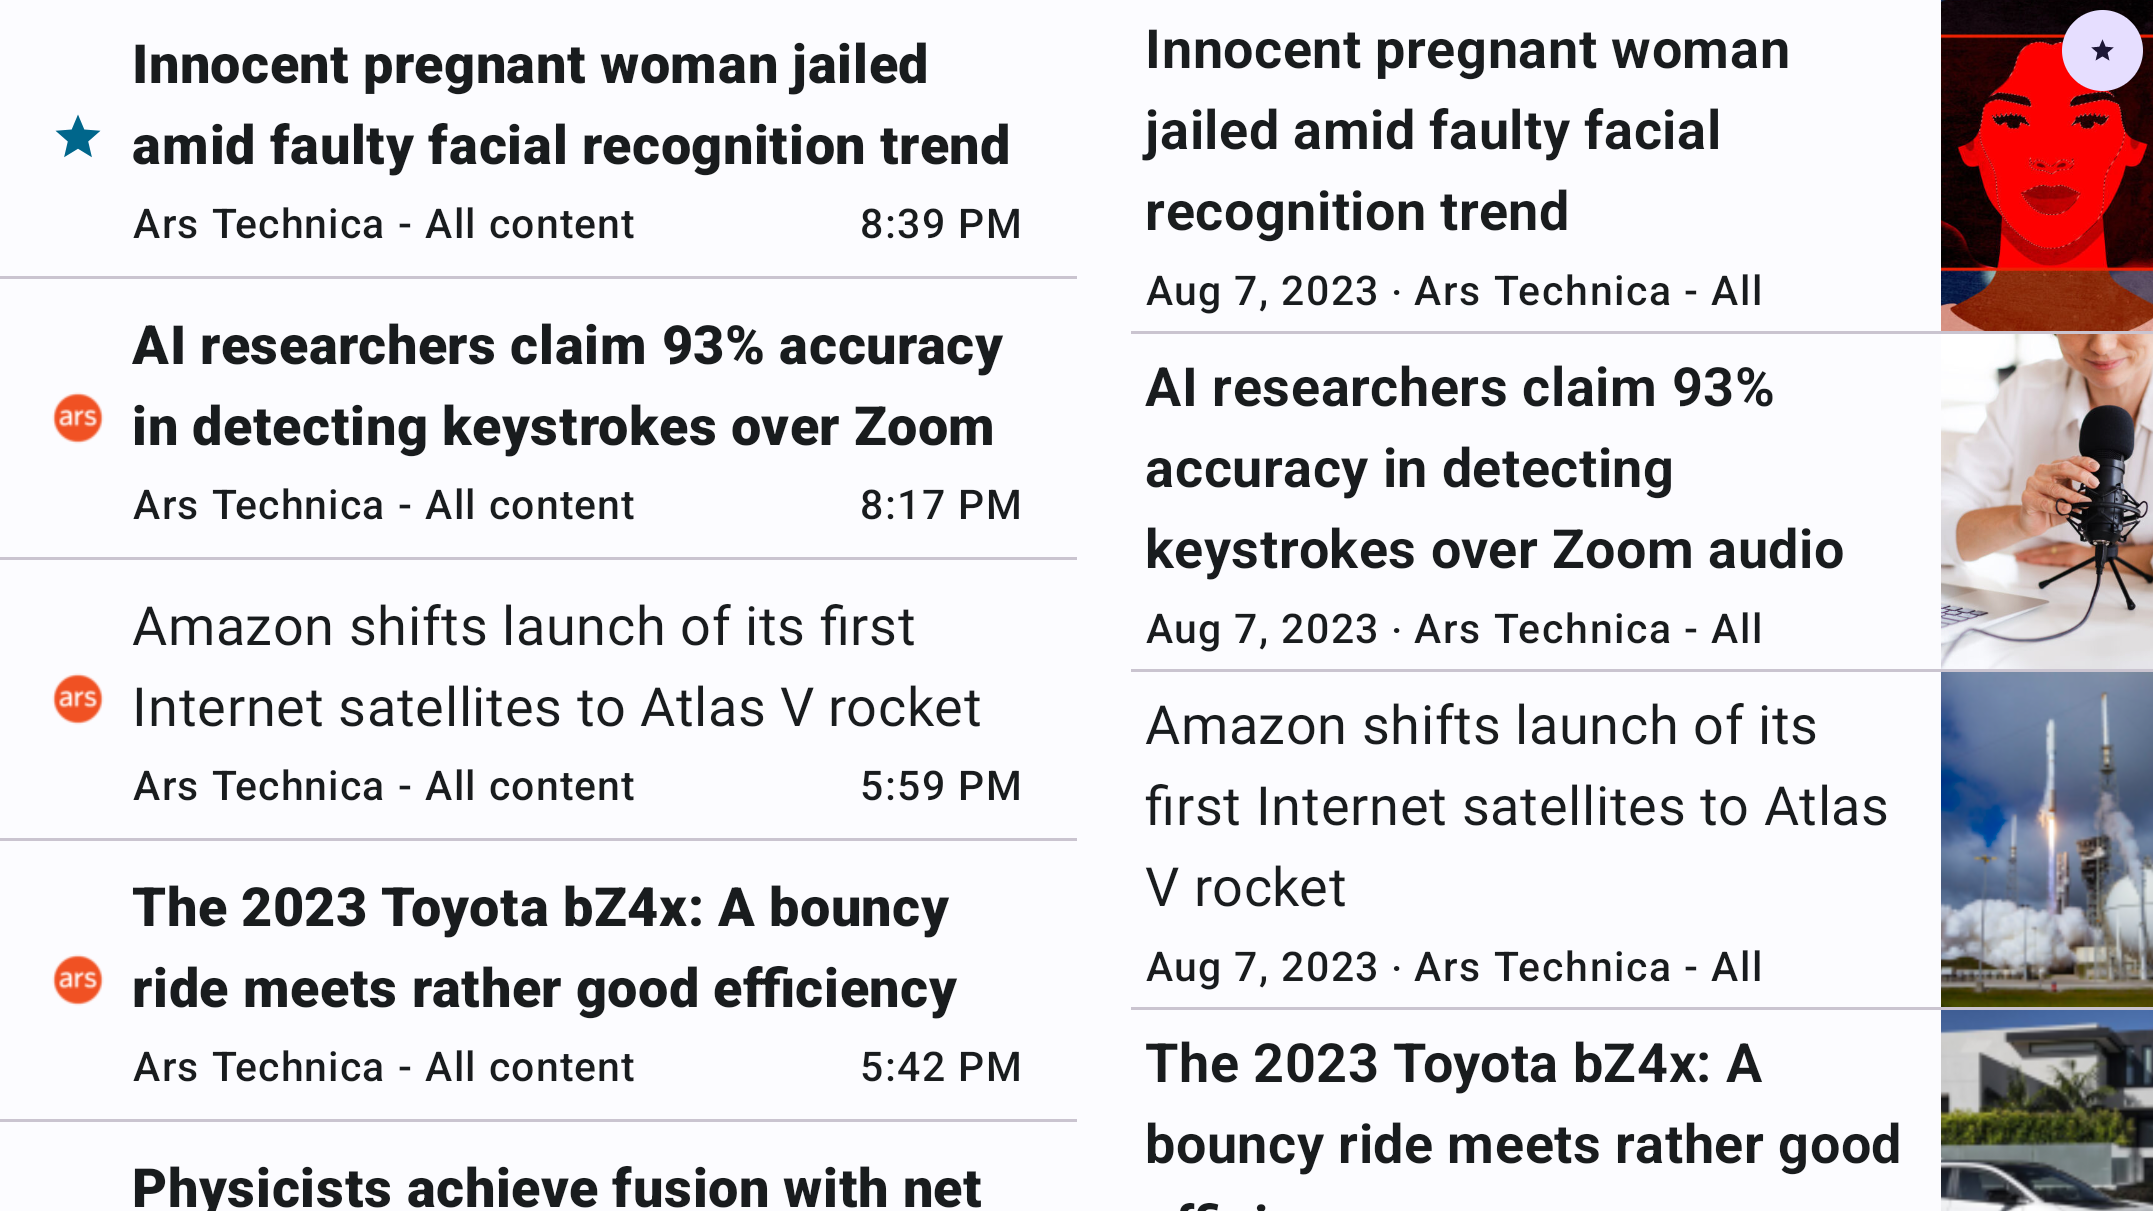 Innocent pregnant woman jailed
amid faulty facial recognition trend
Ars Technica - All content 8:39 PM
AI researchers claim 93% accuracy
ars
in detecting keystrokes over Zoom
Ars Technica - All content 8:17 PM
Amazon shifts launch of its first
ars
Internet satellites to Atlas V rocket
Ars Technica - All content 5:59 PM
The 2023 Toyota bZ4x: A bouncy
ars
ride meets rather good efficiency
Ars Technica - All content 5:42 PM
Physicists achieve fusion with net
Innocent pregnant woman
jailed amid faulty facial
recognition trend
Aug 7, 2023 · Ars Technica - All
AI researchers claim 93%
accuracy in detecting
keystrokes over Zoom audio
Aug 7, 2023 · Ars Technica - All
Amazon shifts launch of its
first Internet satellites to Atlas
V rocket
Aug 7, 2023 · Ars Technica - All
The 2023 Toyota bZ4x: A
bouncy ride meets rather good